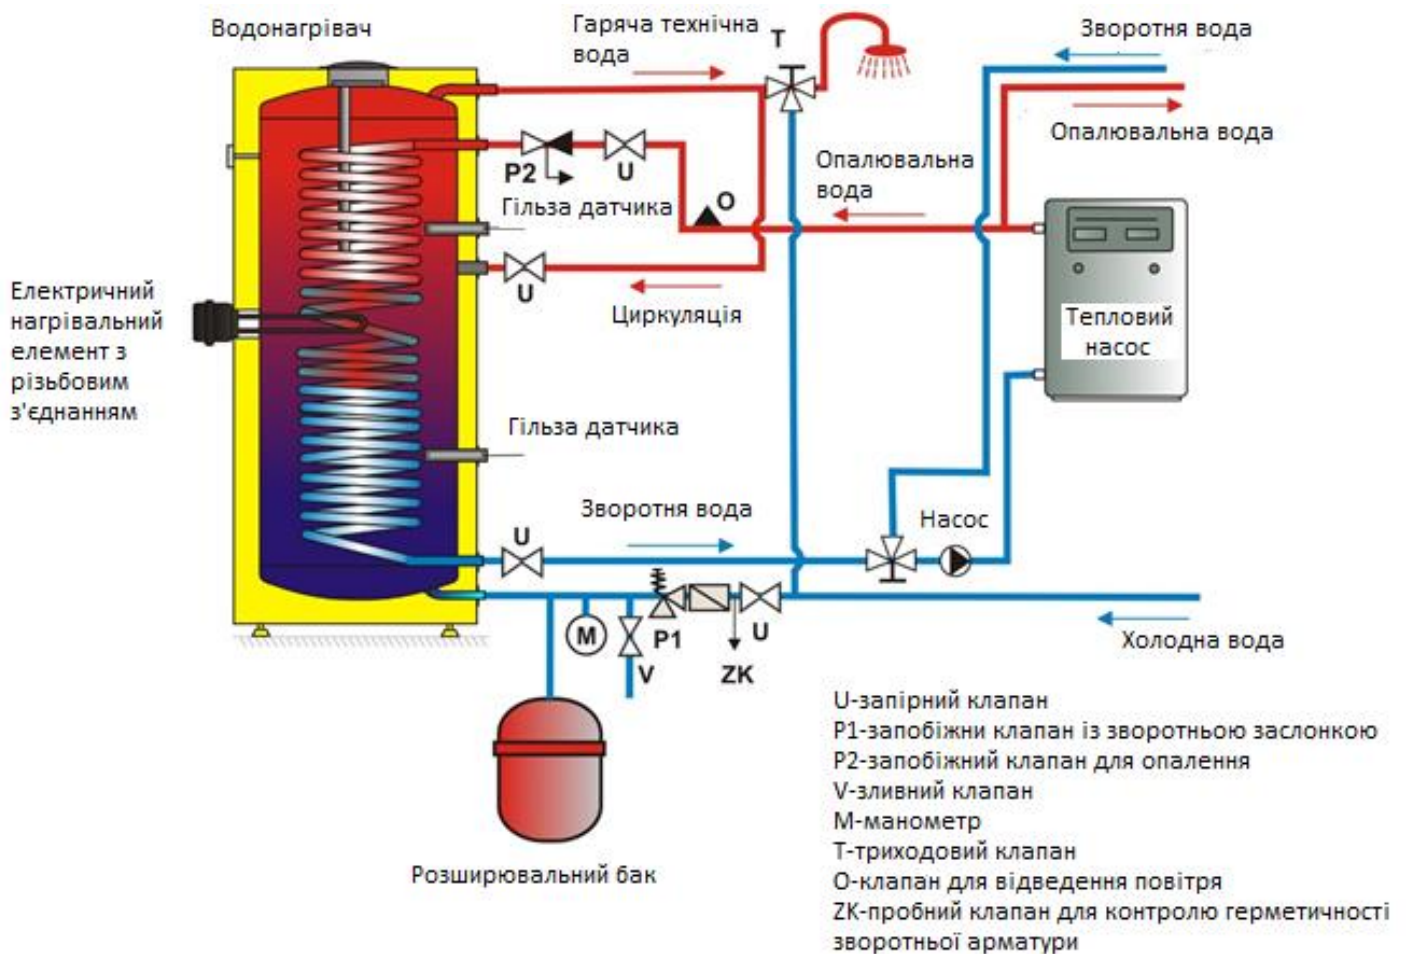 Водонагрівач
Гаряча технічна
вода
T
Зворотня вода
Опалювальна вода
P2
U
Опалювальна
вода
Гільза датчика
O
U
Циркуляція
Електричний
нагрівальний
елемент з
різьбовим
з'єднанням
Тепловий
насос
Гільза датчика
U
Зворотня вода
Насос
M
V
P1
ZK
U
Холодна вода
Розширювальний бак
U-запірний клапан
P1-запобіжни клапан із зворотньою заслонкою
P2-запобіжний клапан для опалення
V-зливний клапан
M-манометр
T-триходовий клапан
O-клапан для відведення повітря
ZK-пробний клапан для контролю герметичності
зворотньої арматури